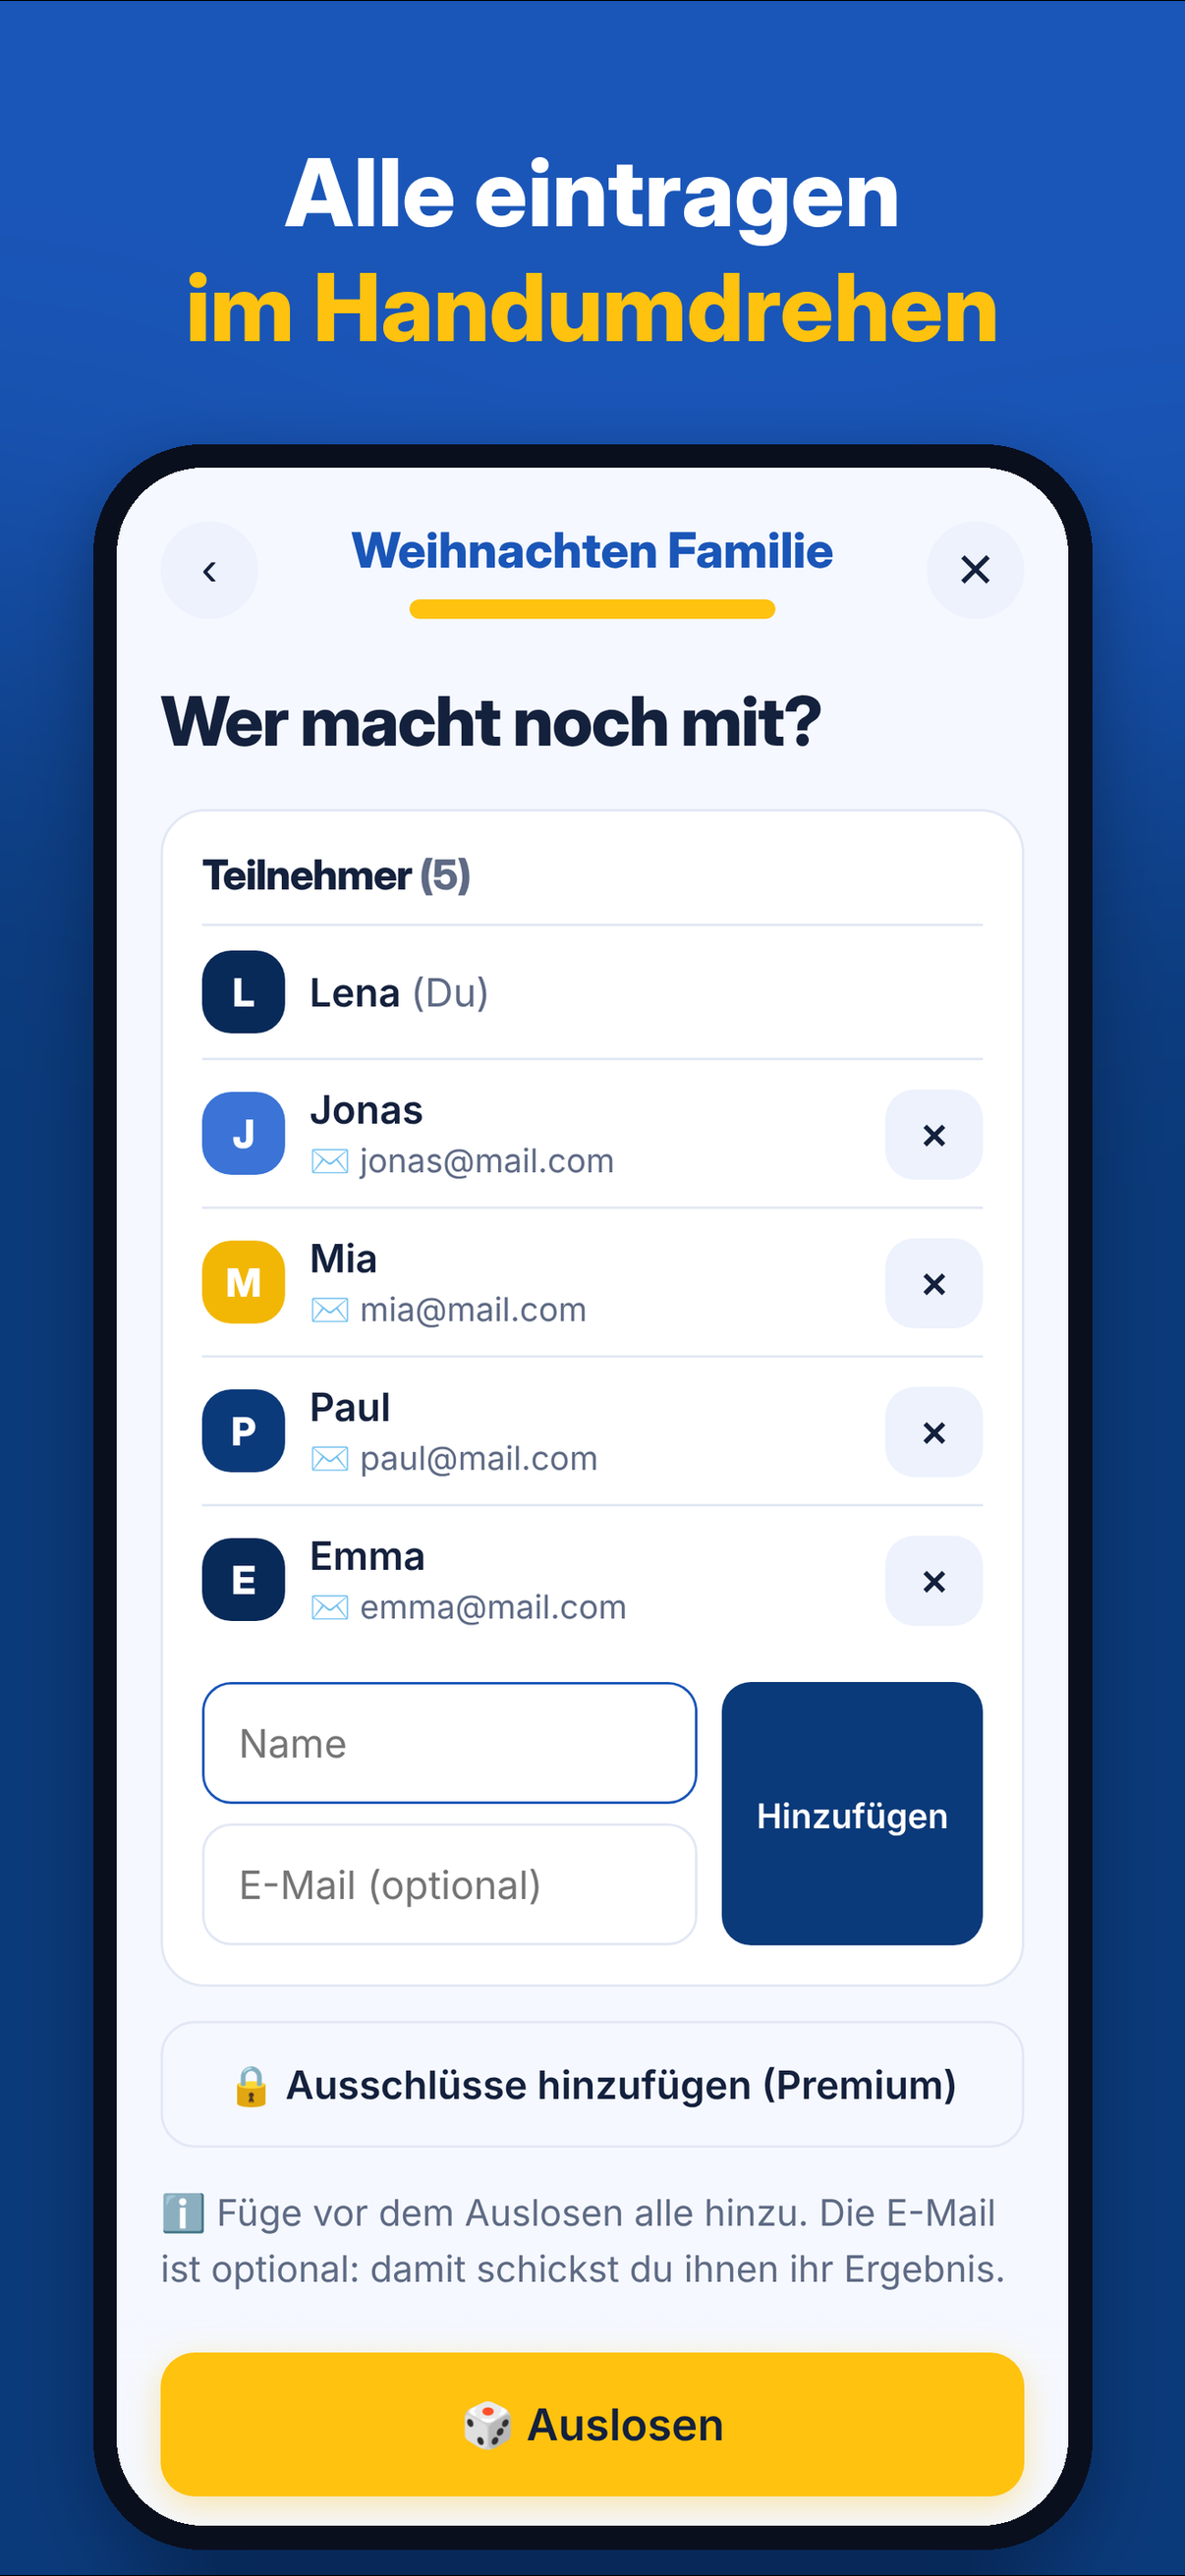 Alle eintragen
im Handumdrehen
‹
Weihnachten Familie
✕
Wer macht noch mit?
Teilnehmer (5)
L
Lena (Du)
J
Jonas
✉️ jonas@mail.com
✕
M
Mia
✉️ mia@mail.com
✕
P
Paul
✉️ paul@mail.com
✕
E
Emma
✉️ emma@mail.com
✕
Name
E-Mail (optional)
Hinzufügen
🔒 Ausschlüsse hinzufügen (Premium)
ℹ️ Füge vor dem Auslosen alle hinzu. Die E-Mail
ist optional: damit schickst du ihnen ihr Ergebnis.
🎲 Auslosen